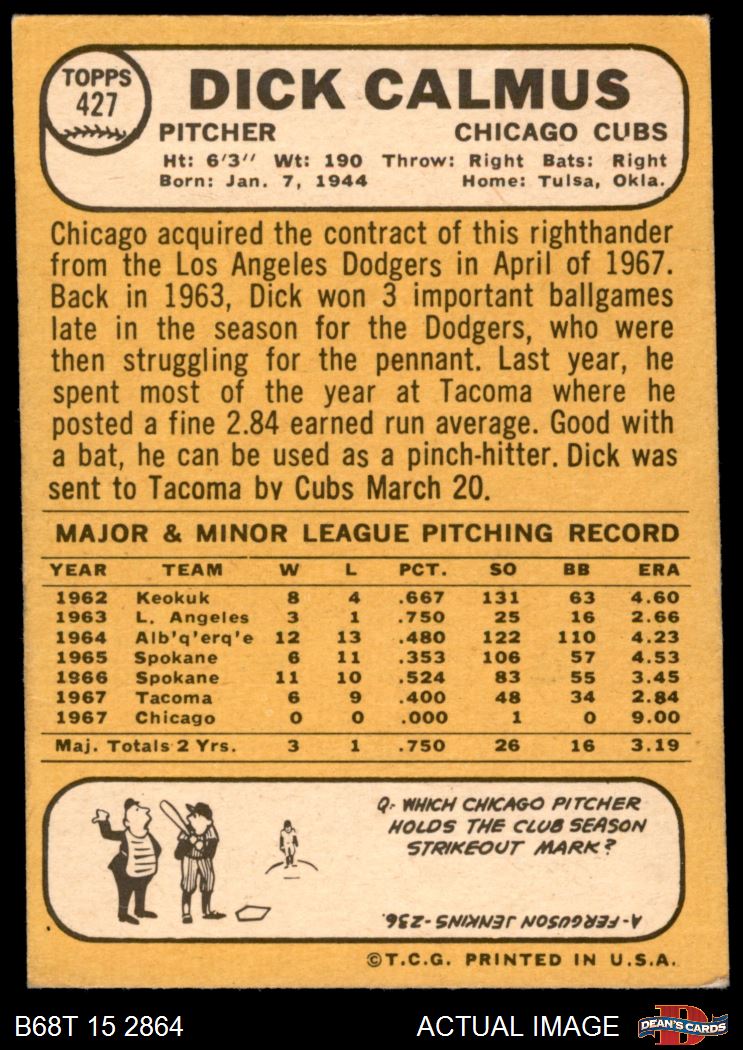 TOPPS
427
DICK CALMUS
PITCHER CHICAGO CUBS
Ht: 6'3" Wt: 190 Throw: Right Bats: Right
Born: Jan. 7, 1944 Home: Tulsa, Okla.
Chicago acquired the contract of this righthander
from the Los Angeles Dodgers in April of 1967.
Back in 1963, Dick won 3 important ballgames
late in the season for the Dodgers, who were
then struggling for the pennant. Last year, he
spent most of the year at Tacoma where he
posted a fine 2.84 earned run average. Good with
a bat, he can be used as a pinch-hitter. Dick was
sent to Tacoma by Cubs March 20.
MAJOR & MINOR LEAGUE PITCHING RECORD
YEAR TEAM W L PCT. SO BB ERA
1962 Keokuk 8 4 .667 131 63 4.60
1963 L. Angeles 3 1 .750 25 16 2.66
1964 Alb'q'erq'e 12 13 .480 122 110 4.23
1965 Spokane 6 11 .353 106 57 4.53
1966 Spokane 11 10 .524 83 55 3.45
1967 Tacoma 6 9 .400 48 34 2.84
1967 Chicago 0 0 .000 1 0 9.00
Maj. Totals 2 Yrs. 3 1 .750 26 16 3.19
Q- WHICH CHICAGO PITCHER
HOLDS THE CLUB SEASON
STRIKEOUT MARK?
A-FERGUSON JENKINS-236.
©T.C.G. PRINTED IN U.S.A.
B68T 15 2864 ACTUAL IMAGE D DEAN'S CARDS